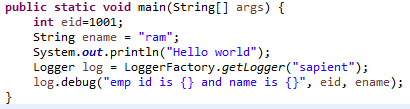 public static void main(String[] args) {
int eid=1001;
String ename = "ram";
System.out.println("Hello world");
Logger log = LoggerFactory.getLogger("sapient");
log.debug("emp id is {} and name is {}", eid, ename);
}